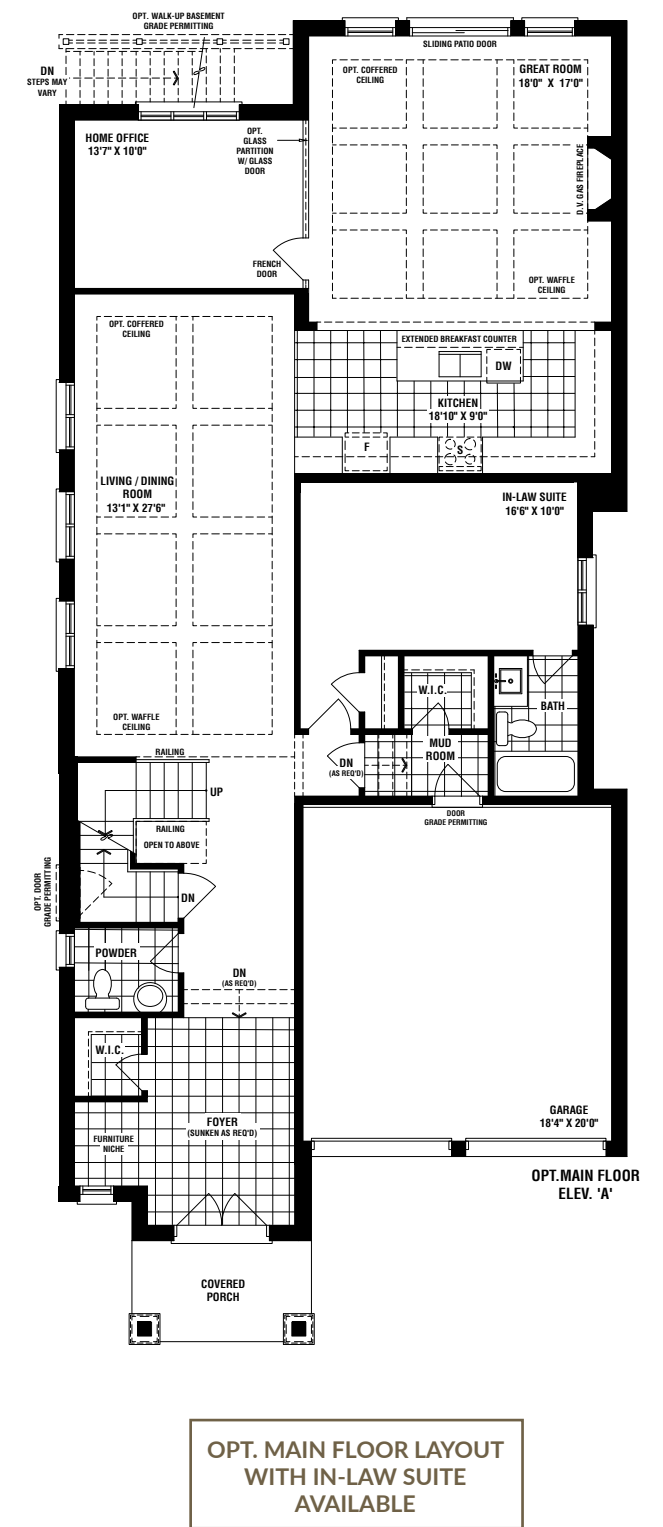 OPT. WALK-UP BASEMENT
GRADE PERMITTING
DN
STEPS MAY
VARY
SLIDING PATIO DOOR
OPT. COFFERED
CEILING
GREAT ROOM
18'0" X 17'0"
HOME OFFICE
13'7" X 10'0"
OPT.
GLASS
PARTITION
W/ GLASS
DOOR
D.V. GAS FIREPLACE
FRENCH
DOOR
OPT. WAFFLE
CEILING
OPT. COFFERED
CEILING
EXTENDED BREAKFAST COUNTER
DW
KITCHEN
18'10" X 9'0"
F
S
LIVING / DINING
ROOM
13'1" X 27'6"
IN-LAW SUITE
16'6" X 10'0"
W.I.C.
BATH
OPT. WAFFLE
CEILING
MUD
ROOM
RAILING
DN
(AS REQ'D)
UP
DOOR
GRADE PERMITTING
RAILING
OPEN TO ABOVE
OPT. DOOR
GRADE PERMITTING
DN
POWDER
DN
(AS REQ'D)
W.I.C.
FOYER
(SUNKEN AS REQ'D)
FURNITURE
NICHE
GARAGE
18'4" X 20'0"
OPT.MAIN FLOOR
ELEV. 'A'
COVERED
PORCH
OPT. MAIN FLOOR LAYOUT
WITH IN-LAW SUITE
AVAILABLE